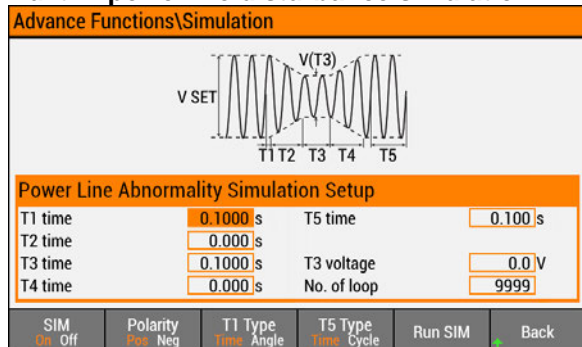 Advance Functions\Simulation
V(T3)
V SET
T1 T2 T3 T4 T5
Power Line Abnormality Simulation Setup
T1 time 0.1000 s T5 time 0.100 s
T2 time 0.000 s
T3 time 0.1000 s T3 voltage 0.0 V
T4 time 0.000 s No. of loop 9999
SIM Polarity T1 Type T5 Type Run SIM Back
On Off Pos Neg Time Angle Time Cycle